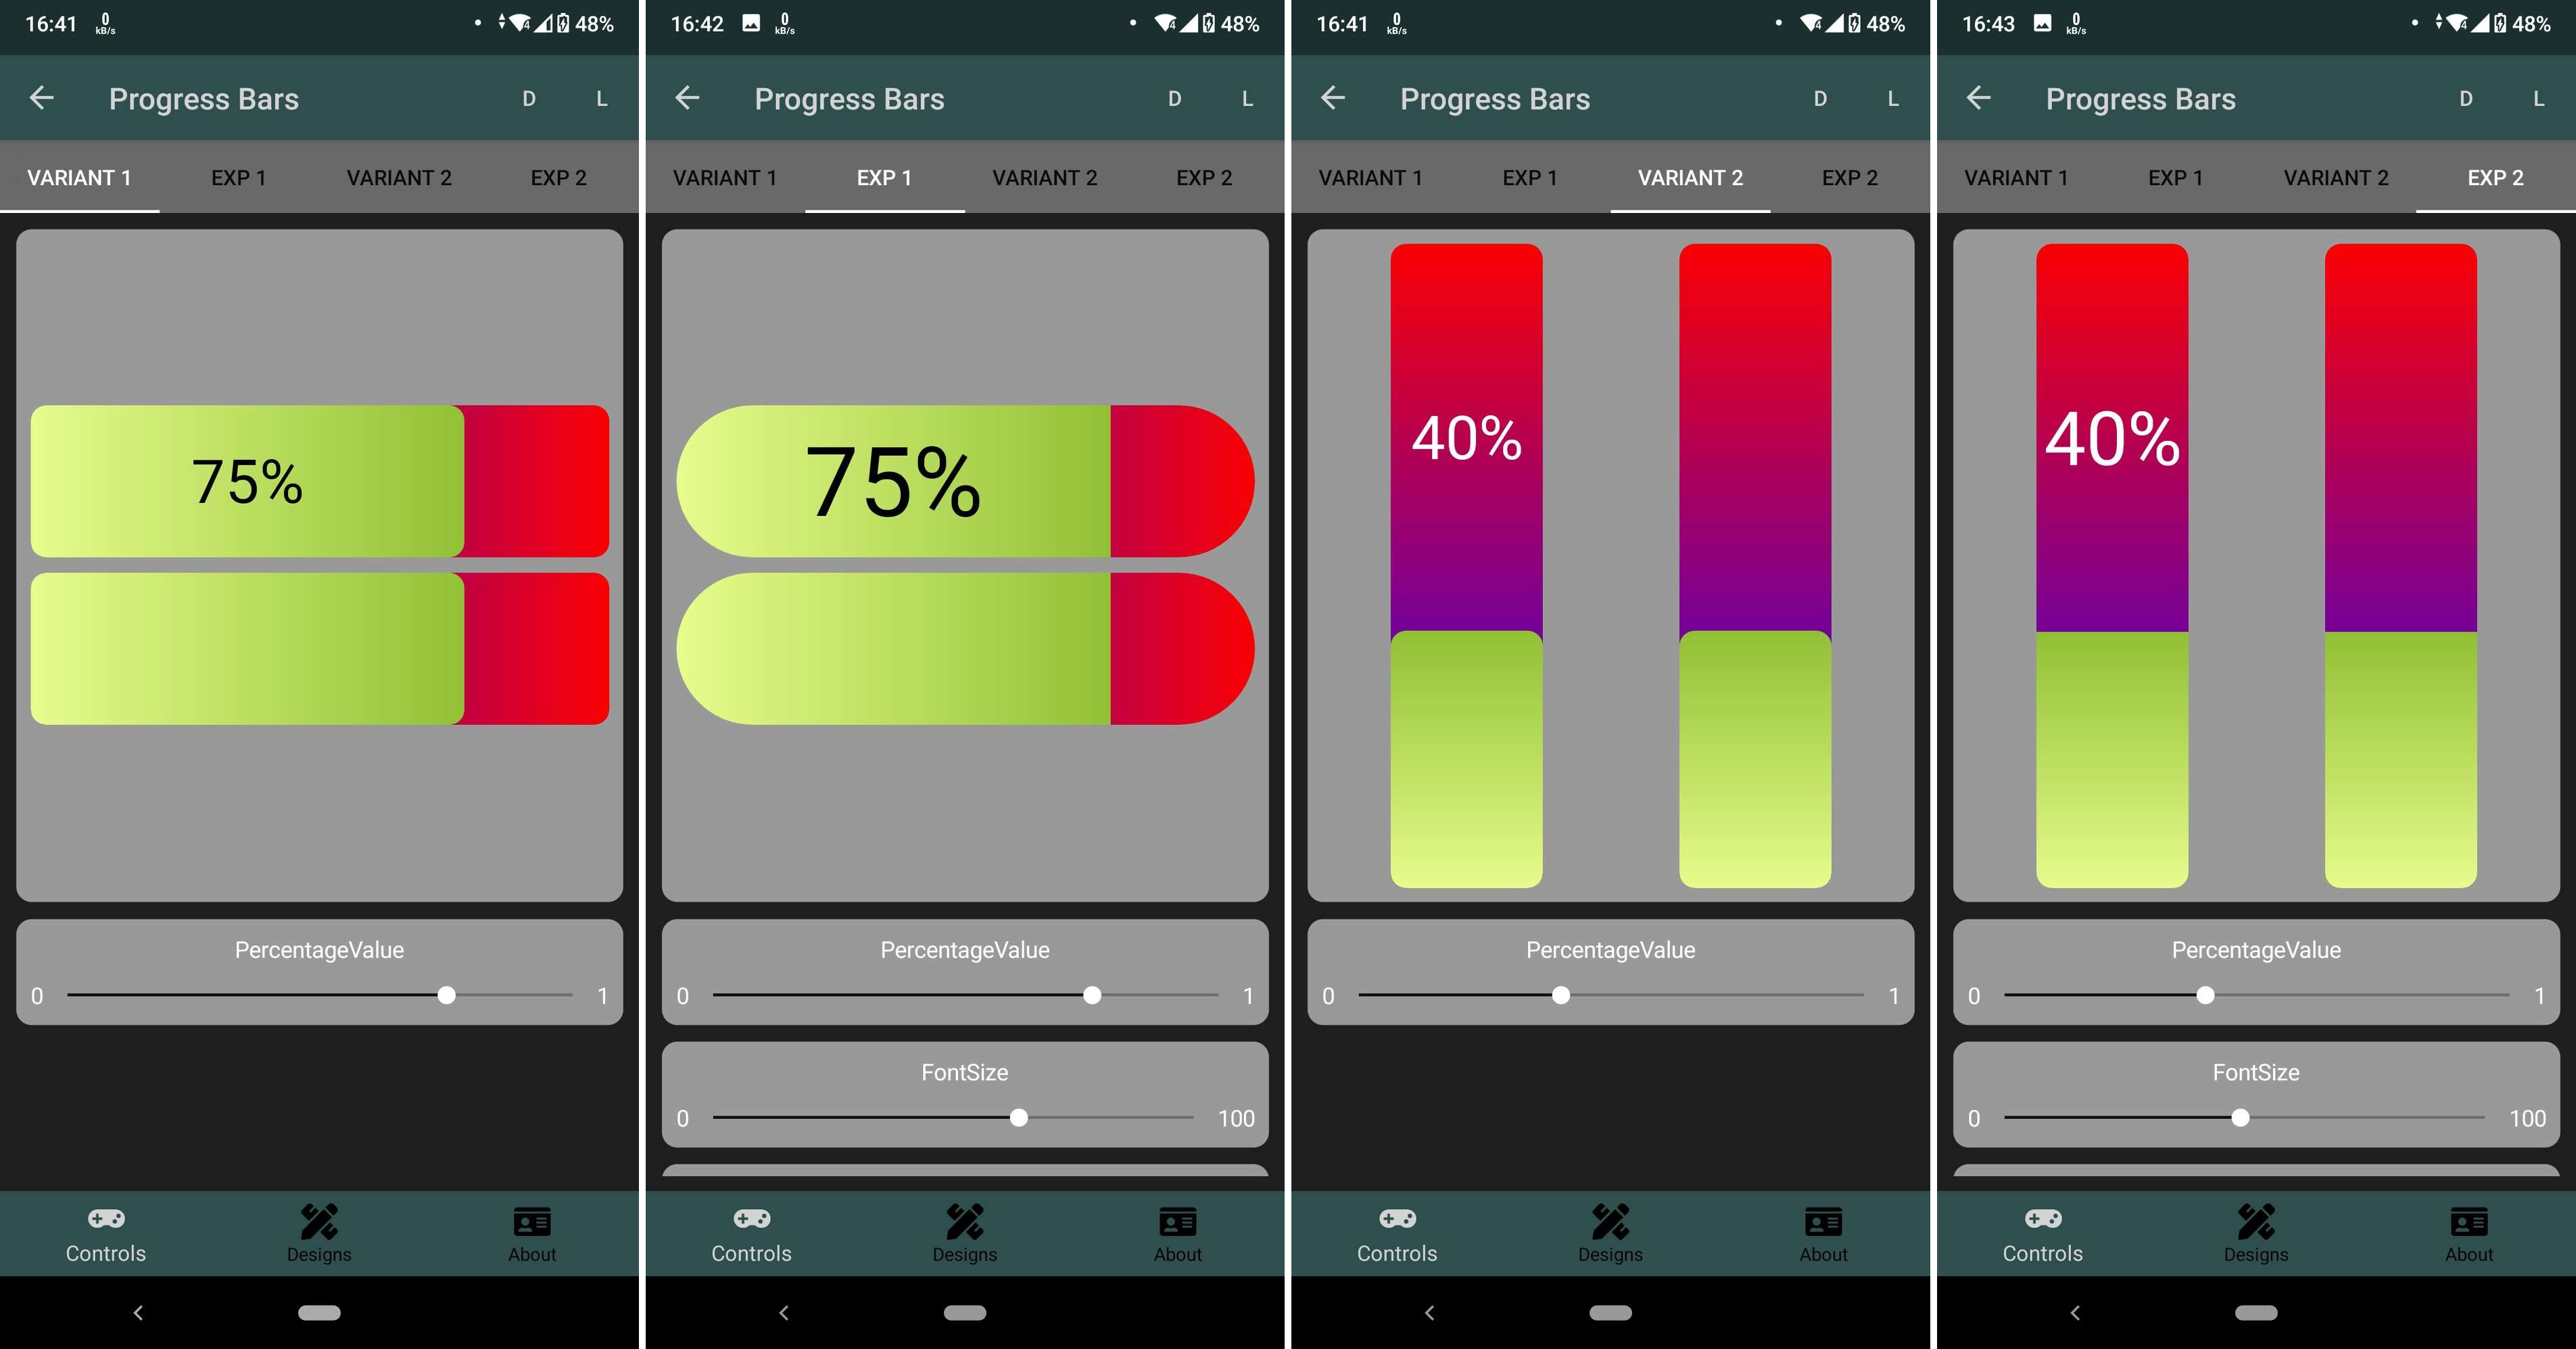 16:41 0 kB/s 48%
Progress Bars D L
VARIANT 1 EXP 1 VARIANT 2 EXP 2
75%
PercentageValue
0 1
Controls Designs About
16:42 0 kB/s 48%
Progress Bars D L
VARIANT 1 EXP 1 VARIANT 2 EXP 2
75%
PercentageValue
0 1
FontSize
0 100
Controls Designs About
16:41 0 kB/s 48%
Progress Bars D L
VARIANT 1 EXP 1 VARIANT 2 EXP 2
40%
PercentageValue
0 1
Controls Designs About
16:43 0 kB/s 48%
Progress Bars D L
VARIANT 1 EXP 1 VARIANT 2 EXP 2
40%
PercentageValue
0 1
FontSize
0 100
Controls Designs About